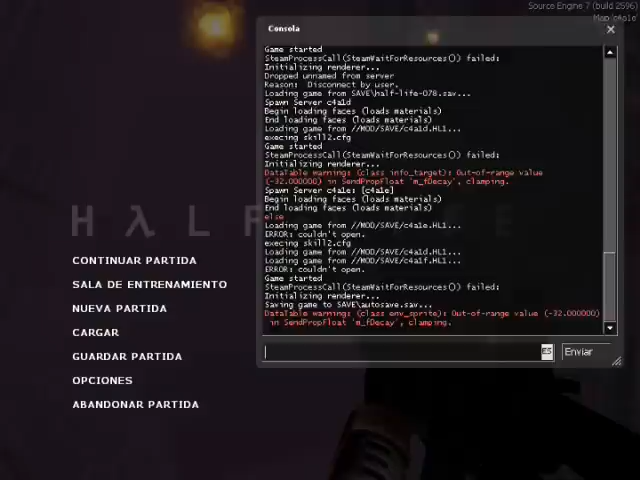 Source Engine 7 (build 2596)
Map "c4a1e"
Consola
Game started
SteamProcessCall(SteamWaitForResources()) failed:
Initializing renderer...
Dropped unnamed from server
Reason:  Disconnect by user.
Loading game from SAVE\half-life-078.sav...
Spawn Server c4a1d
Begin loading faces (loads materials)
End loading faces (loads materials)
Loading game from //MOD/SAVE/c4a1d.HL1...
execing skill2.cfg
Game started
SteamProcessCall(SteamWaitForResources()) failed:
Initializing renderer...
DataTable warning: (class info_target): Out-of-range value
(-32.000000) in SendPropFloat 'm_fDecay', clamping.
Spawn Server c4a1e: [c4a1e]
Begin loading faces (loads materials)
End loading faces (loads materials)
else
Loading game from //MOD/SAVE/c4a1e.HL1...
ERROR: couldn't open.
execing skill2.cfg
Loading game from //MOD/SAVE/c4a1d.HL1...
Loading game from //MOD/SAVE/c4a1f.HL1...
ERROR: couldn't open.
Game started
SteamProcessCall(SteamWaitForResources()) failed:
Initializing renderer...
Saving game to SAVE\autosave.sav...
DataTable warning: (class env_sprite): Out-of-range value (-32.000000)
in SendPropFloat 'm_fDecay', clamping.
ES
Enviar
HλLF
CONTINUAR PARTIDA
SALA DE ENTRENAMIENTO
NUEVA PARTIDA
CARGAR
GUARDAR PARTIDA
OPCIONES
ABANDONAR PARTIDA